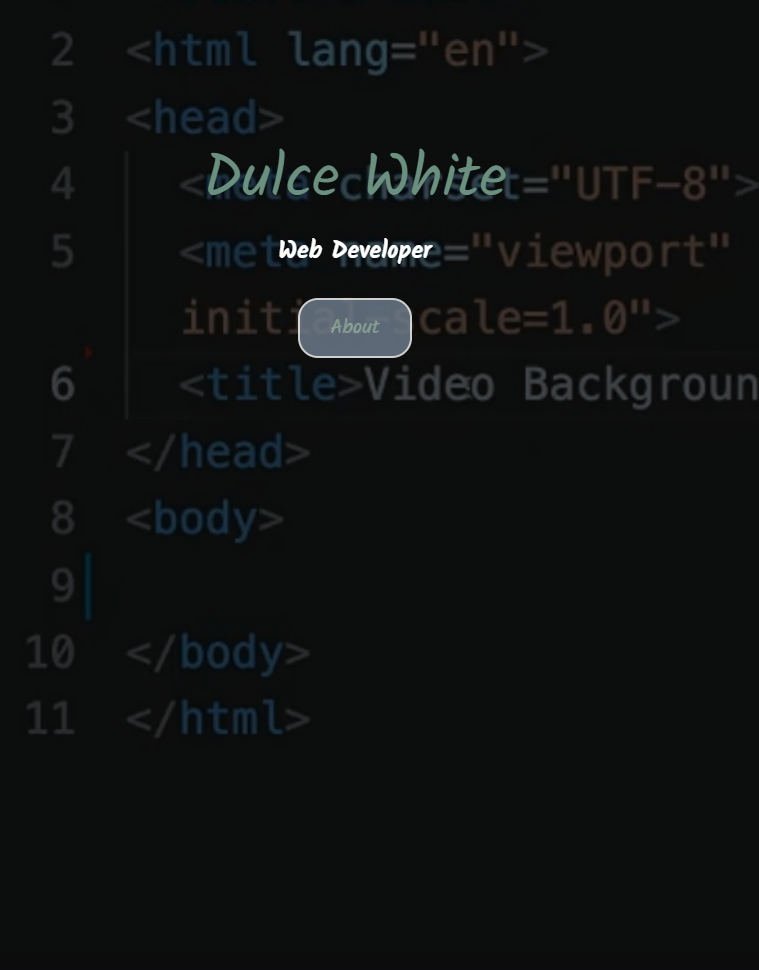 2 <html lang="en">
3 <head>
4 <meta charset="UTF-8">
Dulce White
5 <meta name="viewport"
Web Developer
initial-scale=1.0">
About
6 <title>Video Backgroun
7 </head>
8 <body>
9
10 </body>
11 </html>